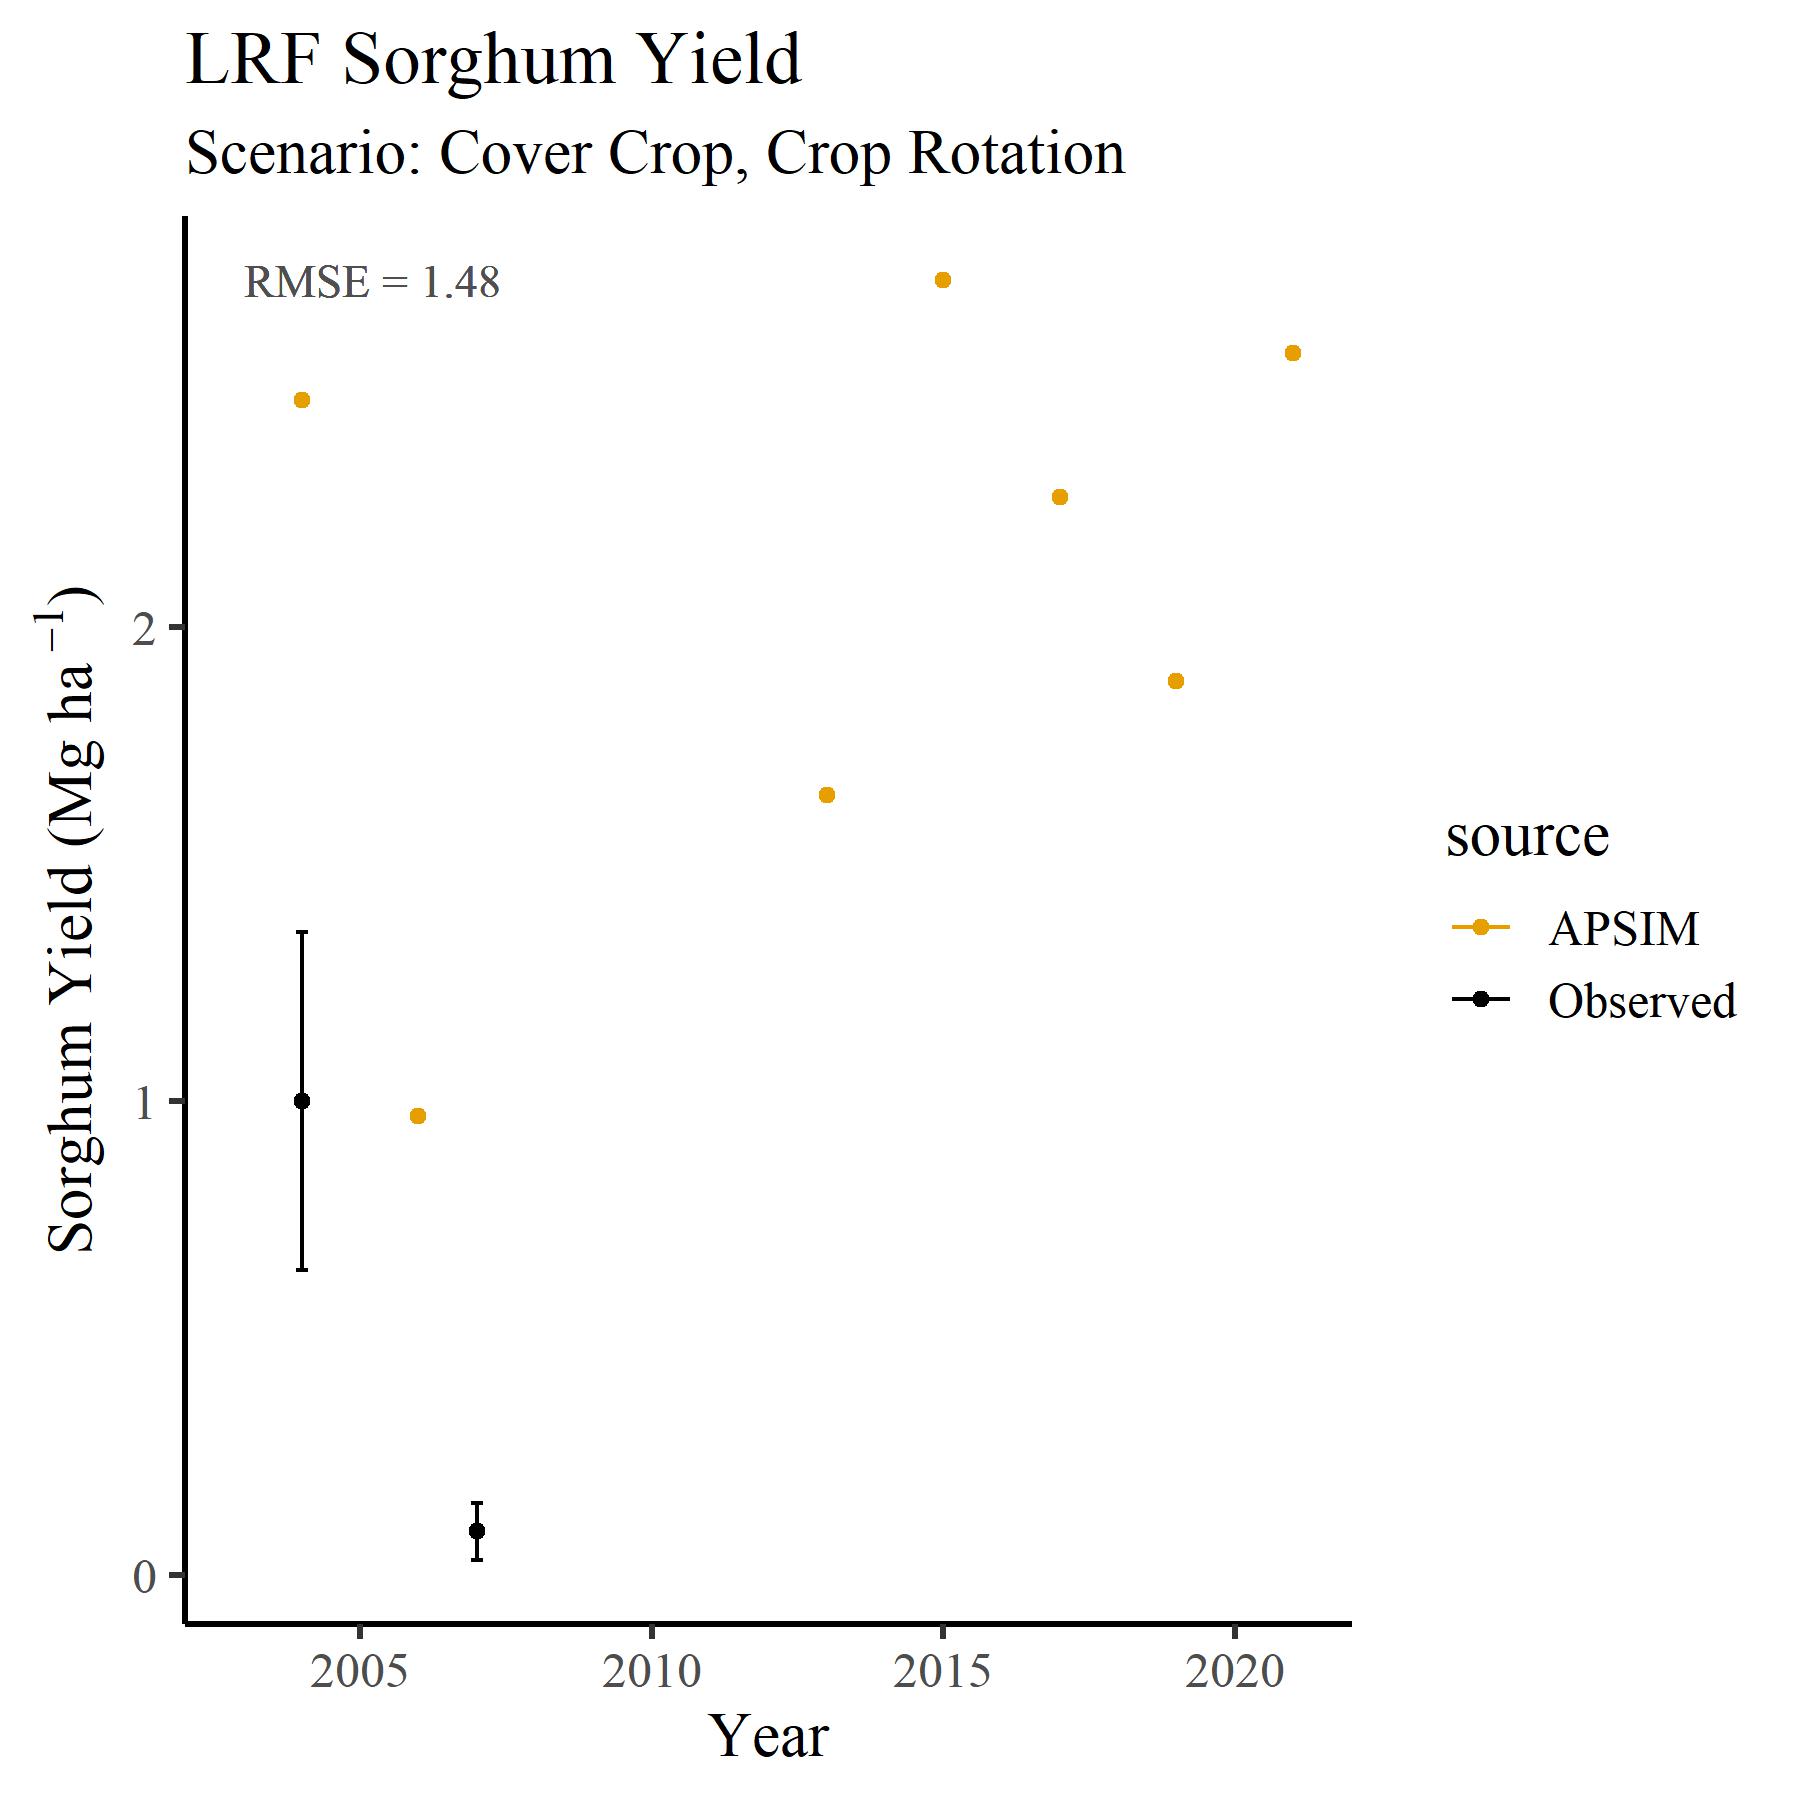 LRF Sorghum Yield
Scenario: Cover Crop, Crop Rotation
RMSE = 1.48
Sorghum Yield (Mg ha⁻¹)
2
1
0
2005 2010 2015 2020
Year
source
APSIM
Observed